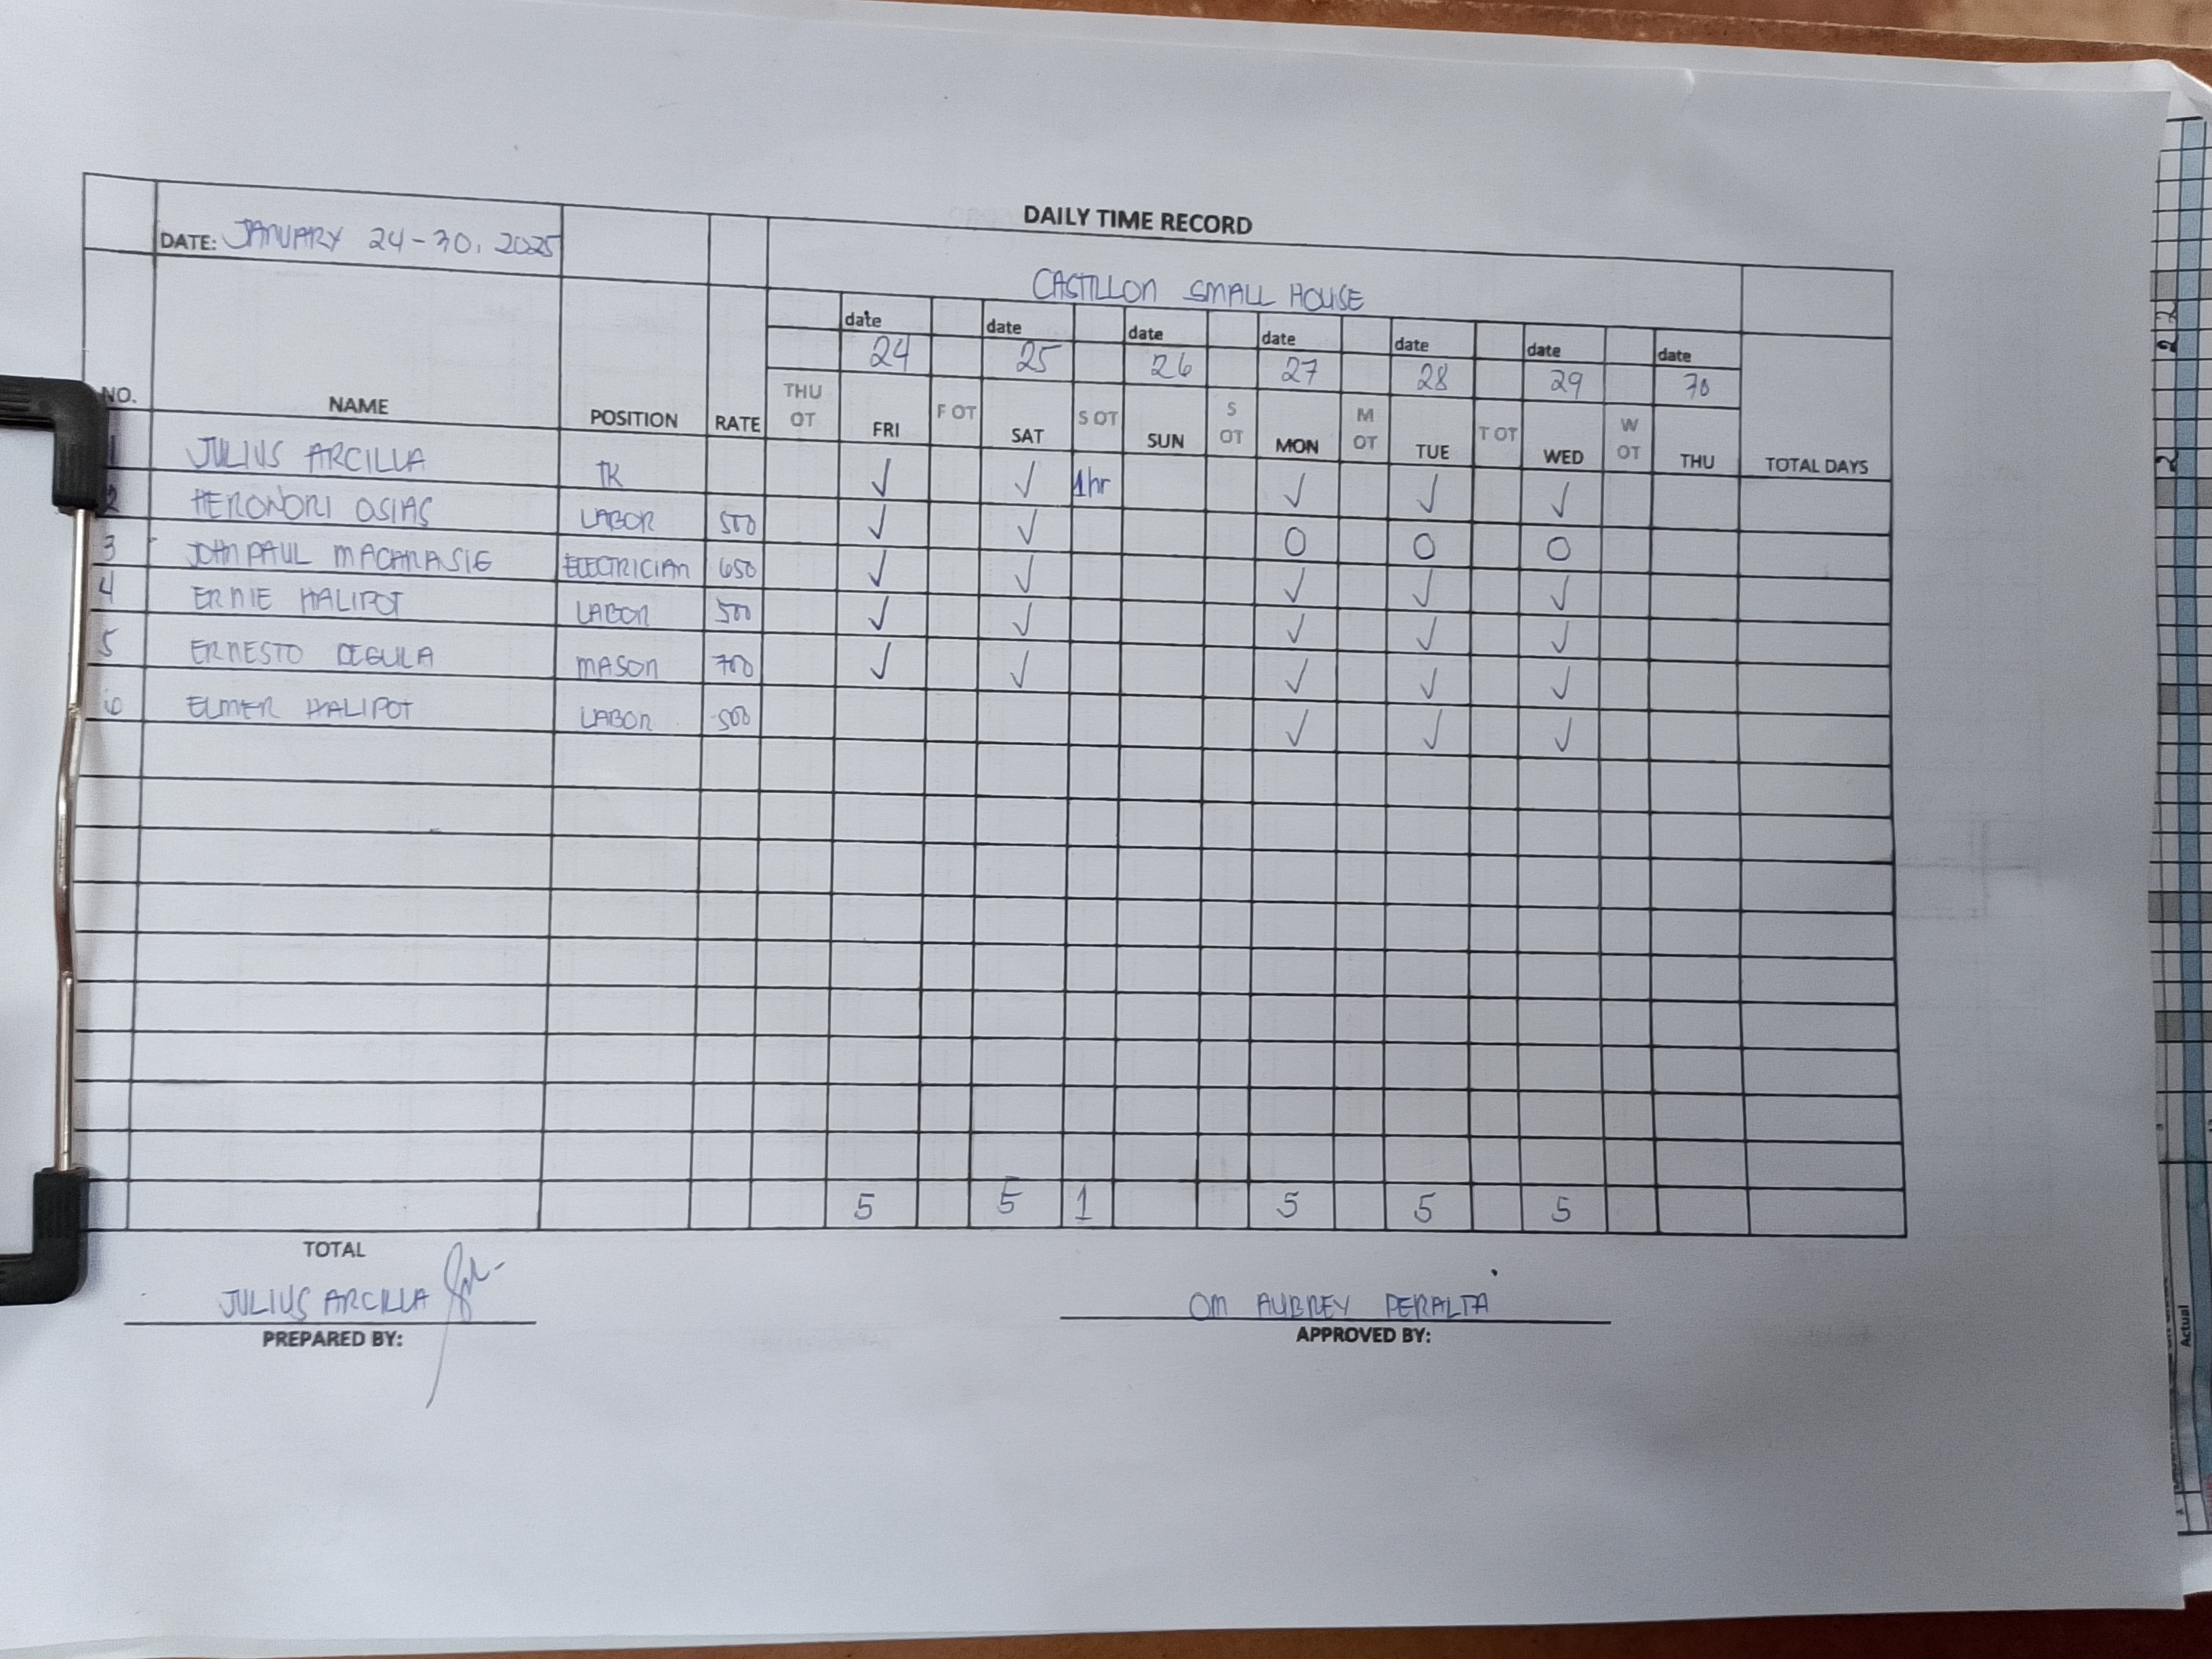 DAILY TIME RECORD
DATE: JANUARY 24-30, 2025
CASTILLON SMALL HOUSE
date date date date date date date
24 25 26 27 28 29 30
NO. NAME POSITION RATE THU OT FRI F OT SAT S OT SUN S OT MON M OT TUE T OT WED W OT THU TOTAL DAYS
1 JULIUS ARCILLA TK ✓ ✓ 1hr ✓ ✓ ✓
2 HERONORI OSIAS LABOR 500 ✓ ✓ O O O
3 JOHN PAUL MACANASIE ELECTRICIAN 650 ✓ ✓ ✓ ✓ ✓
4 ERNIE HALIPOT LABOR 500 ✓ ✓ ✓ ✓ ✓
5 ERNESTO DEGULA MASON 700 ✓ ✓ ✓ ✓ ✓
6 ELMER HALIPOT LABOR 500 ✓ ✓ ✓
5 5 1 5 5 5
TOTAL
JULIUS ARCILLA
PREPARED BY:
OM AUBREY PERALTA
APPROVED BY:
Actual